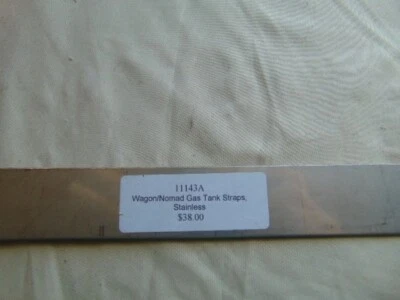 11143A
Wagon/Nomad Gas Tank Straps,
Stainless
$38.00